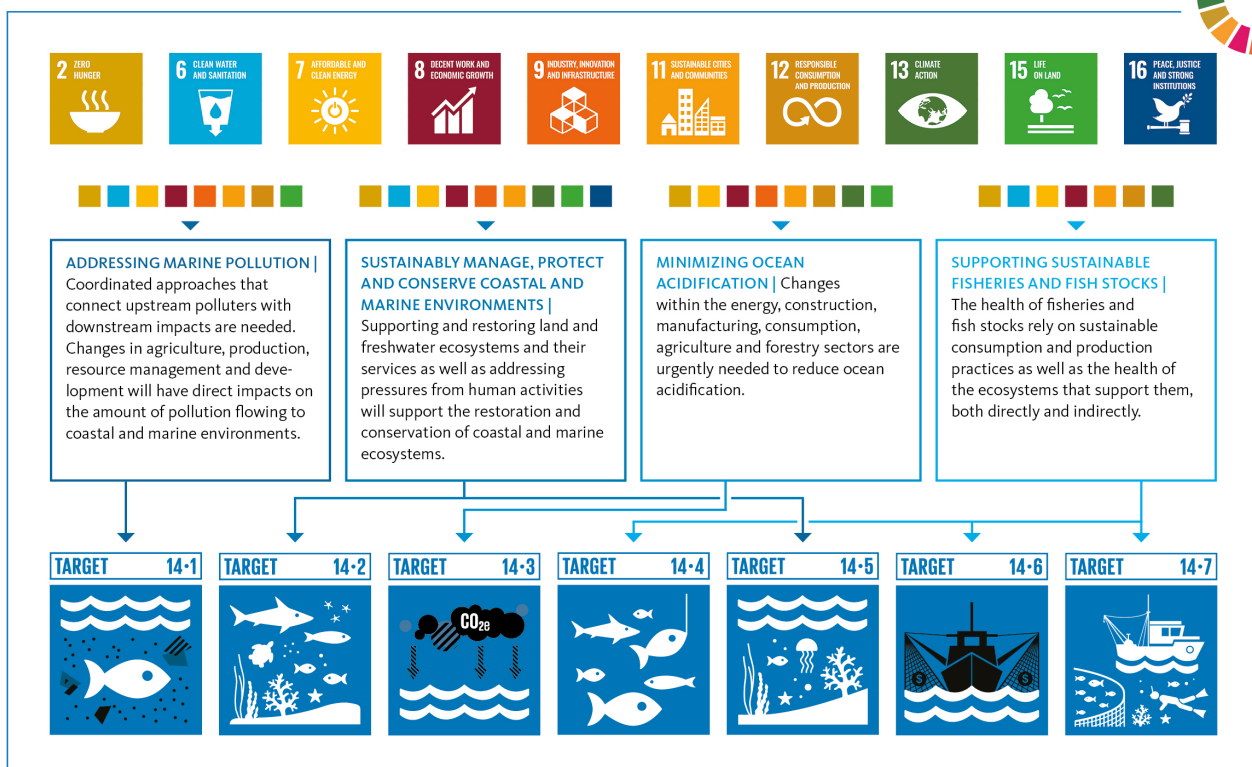 2 ZERO
HUNGER
6 CLEAN WATER
AND SANITATION
7 AFFORDABLE AND
CLEAN ENERGY
8 DECENT WORK AND
ECONOMIC GROWTH
9 INDUSTRY, INNOVATION
AND INFRASTRUCTURE
11 SUSTAINABLE CITIES
AND COMMUNITIES
12 RESPONSIBLE
CONSUMPTION
AND PRODUCTION
13 CLIMATE
ACTION
15 LIFE
ON LAND
16 PEACE, JUSTICE
AND STRONG
INSTITUTIONS
ADDRESSING MARINE POLLUTION |
Coordinated approaches that
connect upstream polluters with
downstream impacts are needed.
Changes in agriculture, production,
resource management and deve-
lopment will have direct impacts on
the amount of pollution flowing to
coastal and marine environments.
SUSTAINABLY MANAGE, PROTECT
AND CONSERVE COASTAL AND
MARINE ENVIRONMENTS |
Supporting and restoring land and
freshwater ecosystems and their
services as well as addressing
pressures from human activities
will support the restoration and
conservation of coastal and marine
ecosystems.
MINIMIZING OCEAN
ACIDIFICATION | Changes
within the energy, construction,
manufacturing, consumption,
agriculture and forestry sectors are
urgently needed to reduce ocean
acidification.
SUPPORTING SUSTAINABLE
FISHERIES AND FISH STOCKS |
The health of fisheries and
fish stocks rely on sustainable
consumption and production
practices as well as the health of
the ecosystems that support them,
both directly and indirectly.
TARGET 14·1
TARGET 14·2
TARGET 14·3
TARGET 14·4
TARGET 14·5
TARGET 14·6
TARGET 14·7
CO2e
$ $